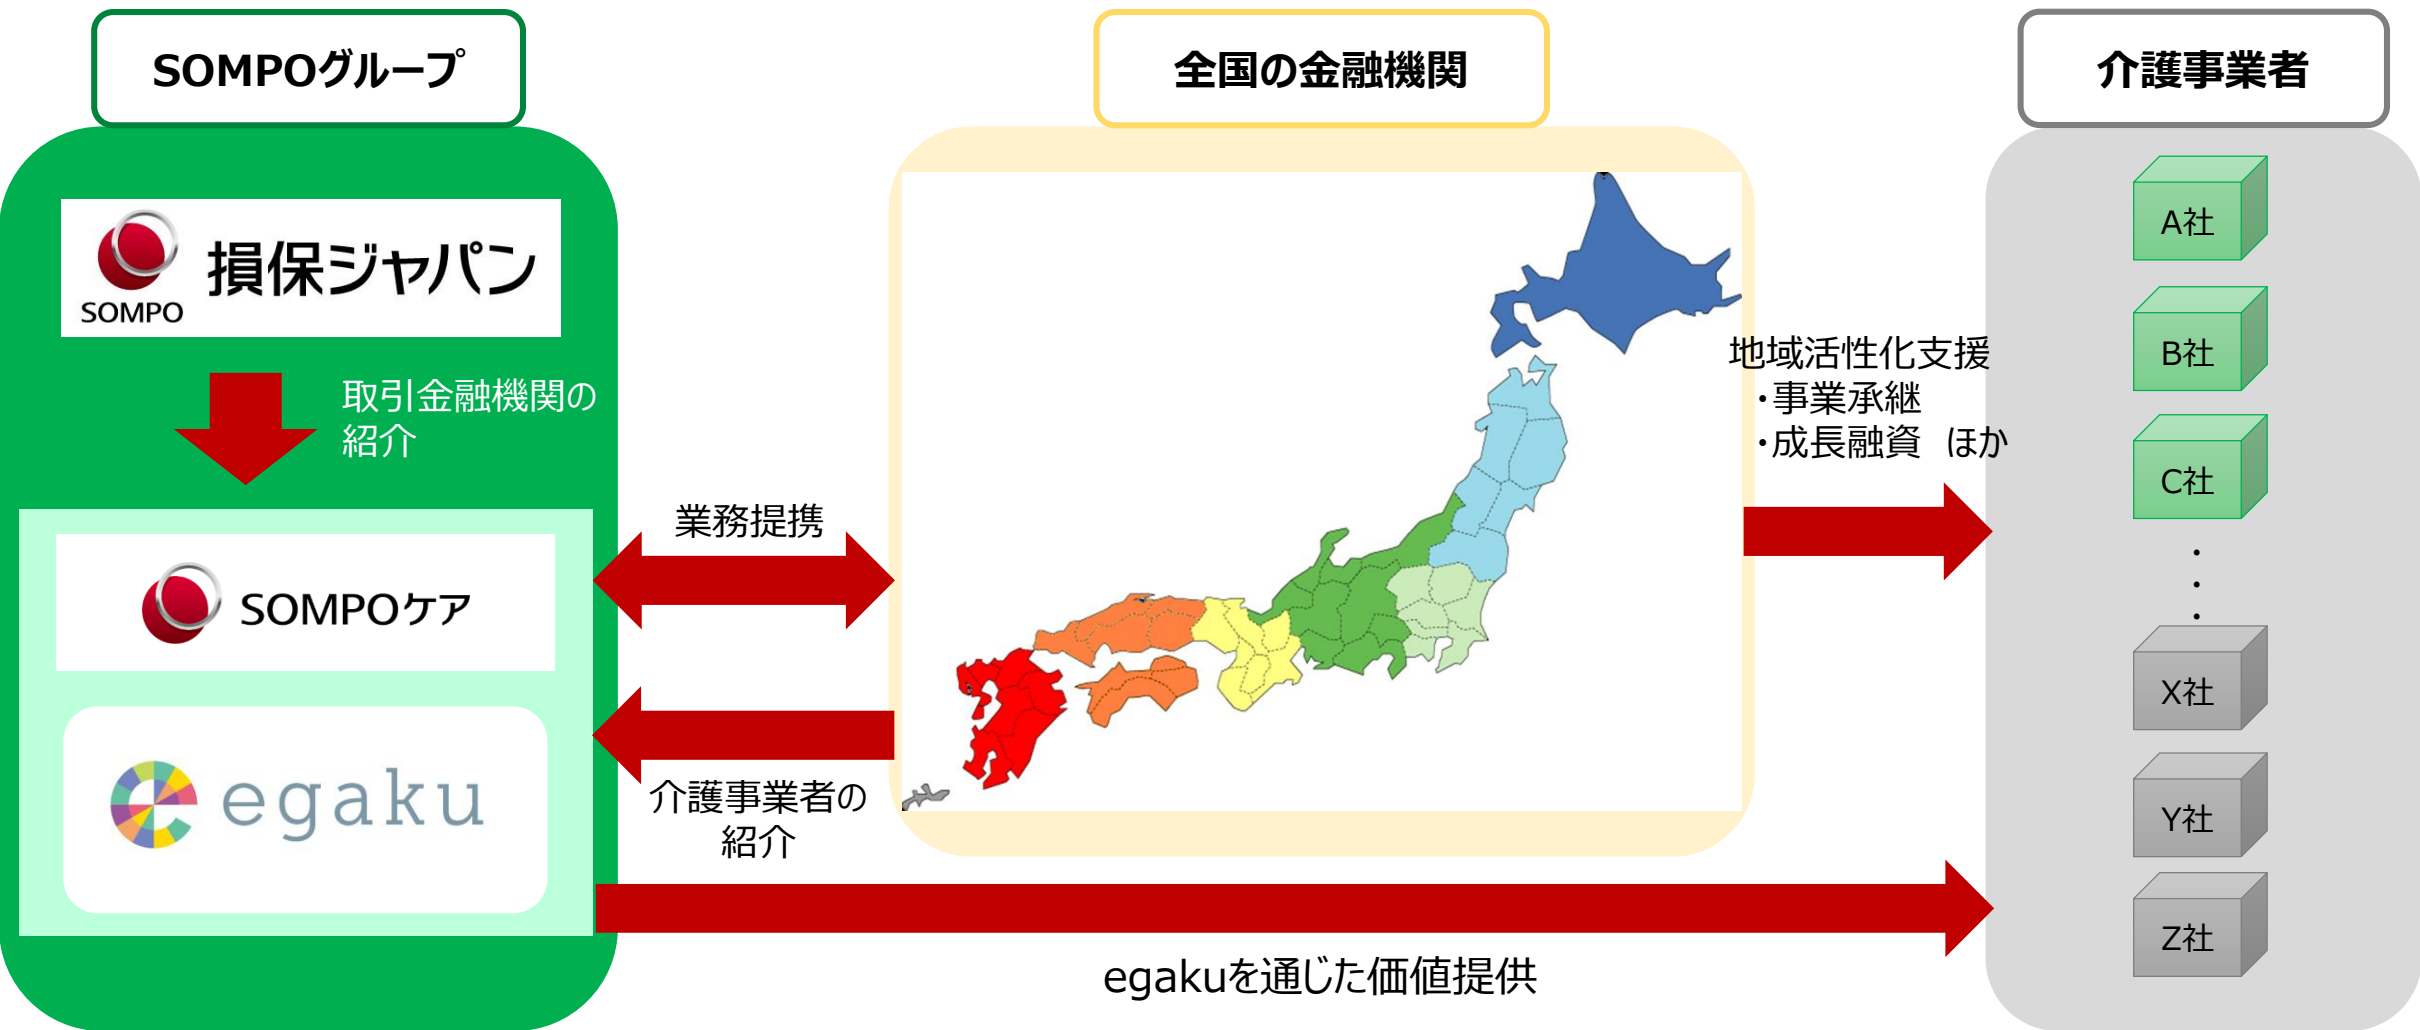 SOMPOグループ
損保ジャパン
SOMPO
取引金融機関の
紹介
SOMPOケア
egaku
業務提携
介護事業者の
紹介
全国の金融機関
地域活性化支援
・事業承継
・成長融資　ほか
egakuを通じた価値提供
介護事業者
A社
B社
C社
・
・
・
X社
Y社
Z社